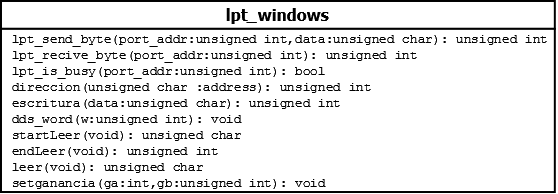 lpt_windows
lpt_send_byte(port_addr:unsigned int,data:unsigned char): unsigned int
lpt_recive_byte(port_addr:unsigned int): unsigned int
lpt_is_busy(port_addr:unsigned int): bool
direccion(unsigned char :address): unsigned int
escritura(data:unsigned char): unsigned int
dds_word(w:unsigned int): void
startLeer(void): unsigned char
endLeer(void): unsigned int
leer(void): unsigned char
setganancia(ga:int,gb:unsigned int): void